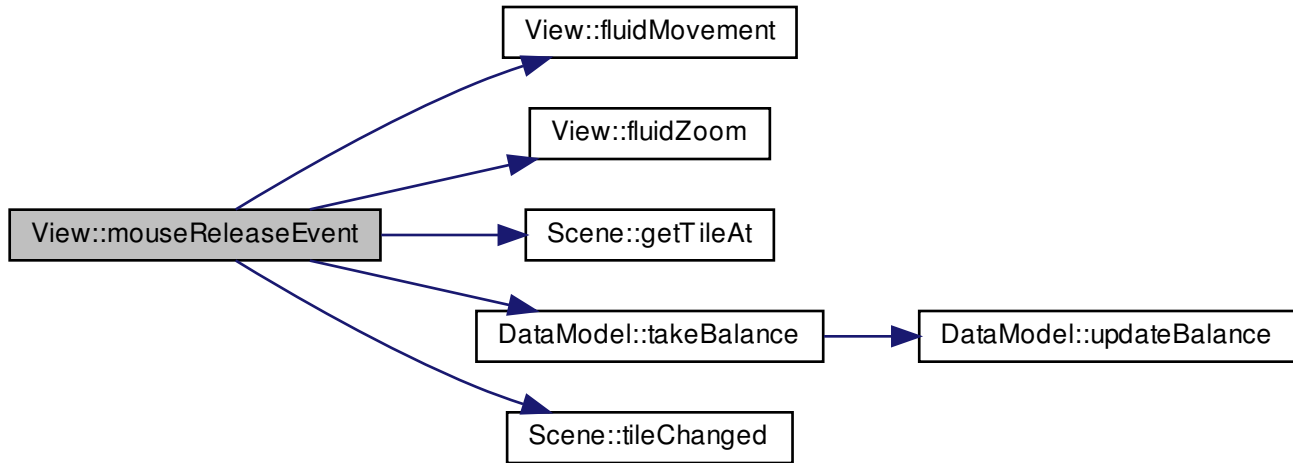 View::fluidMovement
View::fluidZoom
View::mouseReleaseEvent
Scene::getTileAt
DataModel::takeBalance
DataModel::updateBalance
Scene::tileChanged